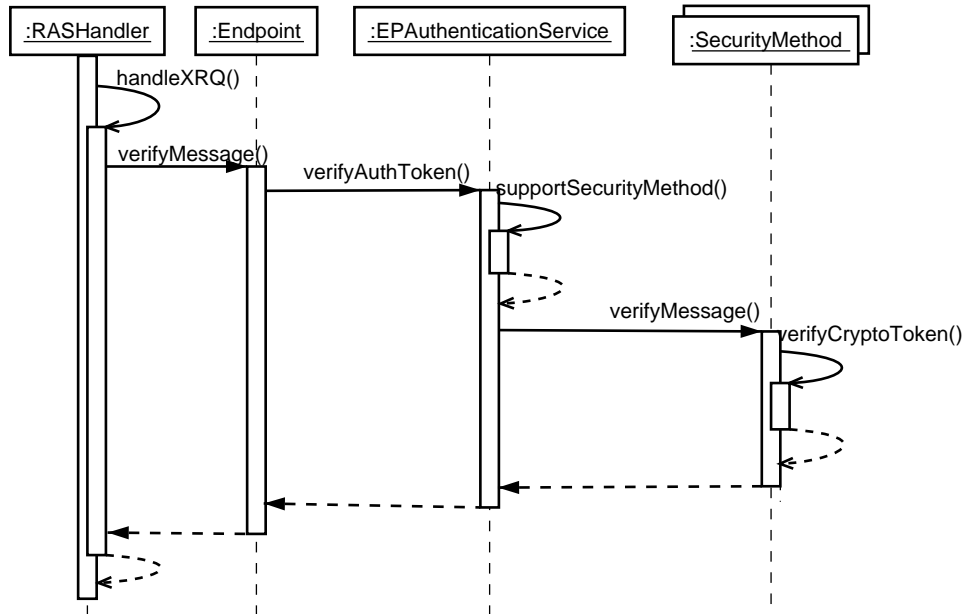 :RASHandler
:Endpoint
:EPAuthenticationService
:SecurityMethod
handleXRQ()
verifyMessage()
verifyAuthToken()
supportSecurityMethod()
verifyMessage()
verifyCryptoToken()